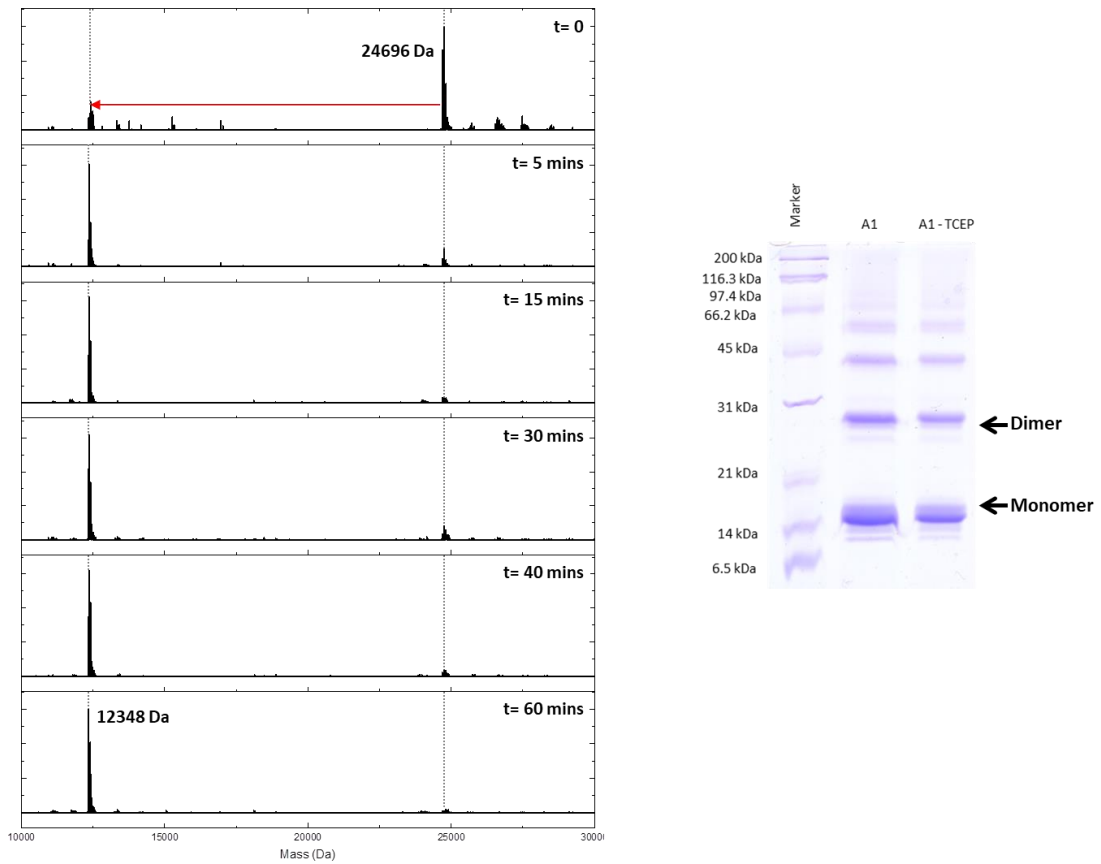 t= 0
24696 Da
t= 5 mins
t= 15 mins
t= 30 mins
t= 40 mins
12348 Da
t= 60 mins
10000 15000 20000 25000
Mass (Da)
Marker
A1 A1 - TCEP
200 kDa
116.3 kDa
97.4 kDa
66.2 kDa
45 kDa
31 kDa
Dimer
21 kDa
Monomer
14 kDa
6.5 kDa